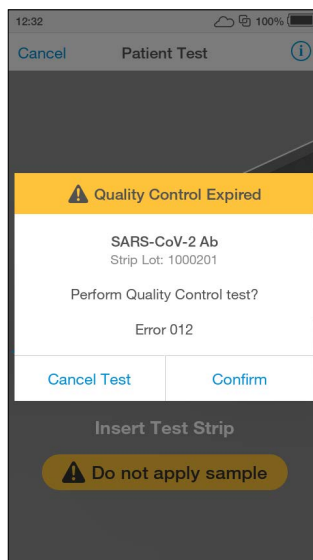 12:32 100%
Cancel Patient Test
Quality Control Expired
SARS-CoV-2 Ab
Strip Lot: 1000201
Perform Quality Control test?
Error 012
Cancel Test Confirm
Insert Test Strip
Do not apply sample